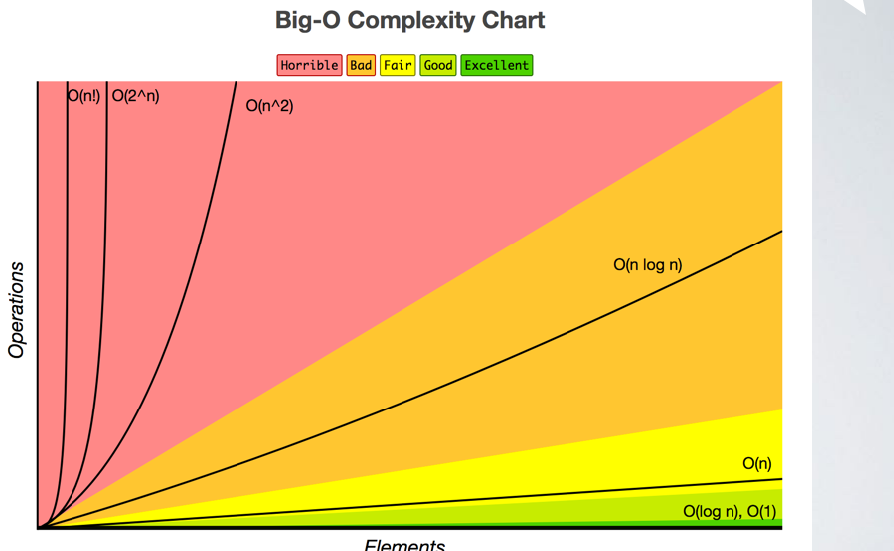 Big-O Complexity Chart
Horrible Bad Fair Good Excellent
O(n!) O(2^n)
O(n^2)
O(n log n)
O(n)
O(log n), O(1)
Operations
Elements